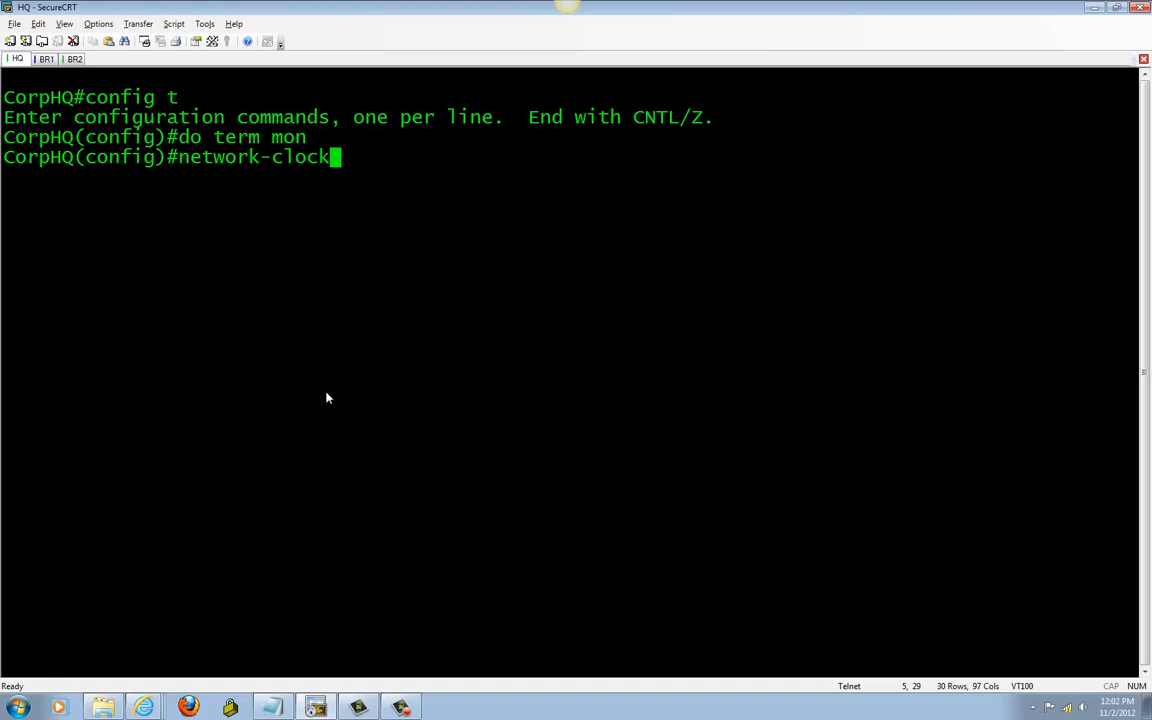 HQ - SecureCRT
File Edit View Options Transfer Script Tools Help
HQ BR1 BR2
CorpHQ#config t
Enter configuration commands, one per line.  End with CNTL/Z.
CorpHQ(config)#do term mon
CorpHQ(config)#network-clock
Ready Telnet 5, 29 30 Rows, 97 Cols VT100 CAP NUM
12:02 PM
11/2/2012